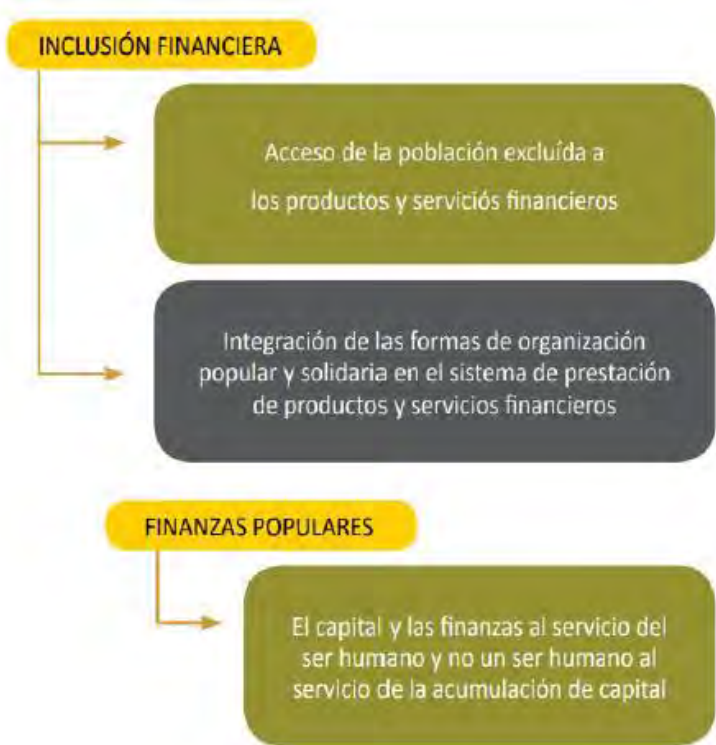 INCLUSIÓN FINANCIERA
Acceso de la población excluída a
los productos y serviciós financieros
Integración de las formas de organización
popular y solidaria en el sistema de prestación
de productos y servicios financieros
FINANZAS POPULARES
El capital y las finanzas al servicio del
ser humano y no un ser humano al
servicio de la acumulación de capital